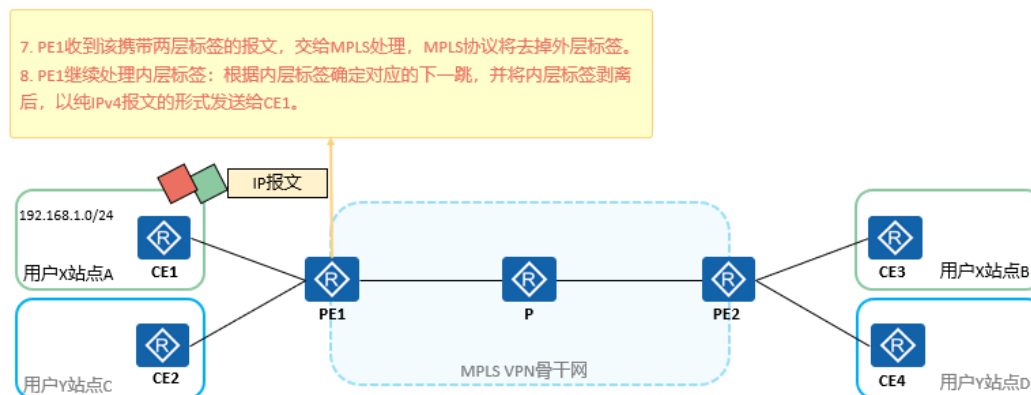 7. PE1收到该携带两层标签的报文，交给MPLS处理，MPLS协议将去掉外层标签。
8. PE1继续处理内层标签：根据内层标签确定对应的下一跳，并将内层标签剥离
后，以纯IPv4报文的形式发送给CE1。
IP报文
192.168.1.0/24
R
CE1
用户X站点A
R
CE2
用户Y站点C
R
PE1
R
P
R
PE2
MPLS VPN骨干网
R
CE3
用户X站点B
R
CE4
用户Y站点D